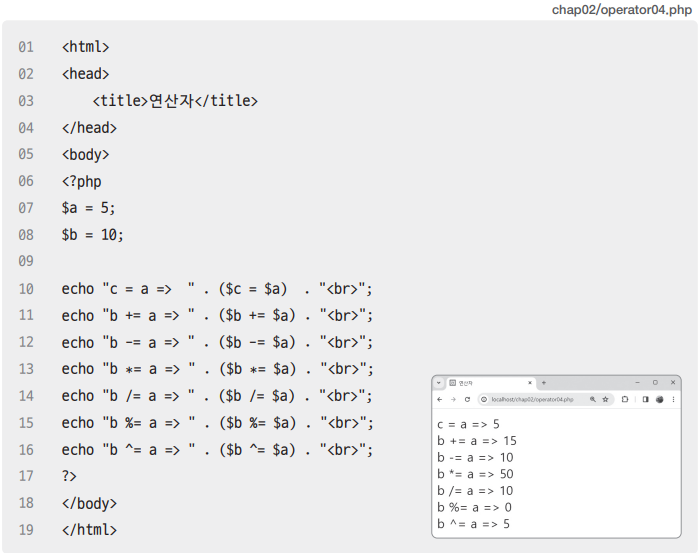 chap02/operator04.php
01 <html>
02 <head>
03     <title>연산자</title>
04 </head>
05 <body>
06 <?php
07 $a = 5;
08 $b = 10;
09
10 echo "c = a =>  " . ($c = $a)  . "<br>";
11 echo "b += a => " . ($b += $a) . "<br>";
12 echo "b -= a => " . ($b -= $a) . "<br>";
13 echo "b *= a => " . ($b *= $a) . "<br>";
14 echo "b /= a => " . ($b /= $a) . "<br>";
15 echo "b %= a => " . ($b %= $a) . "<br>";
16 echo "b ^= a => " . ($b ^= $a) . "<br>";
17 ?>
18 </body>
19 </html>
연산자
localhost/chap02/operator04.php
c = a => 5
b += a => 15
b -= a => 10
b *= a => 50
b /= a => 10
b %= a => 0
b ^= a => 5